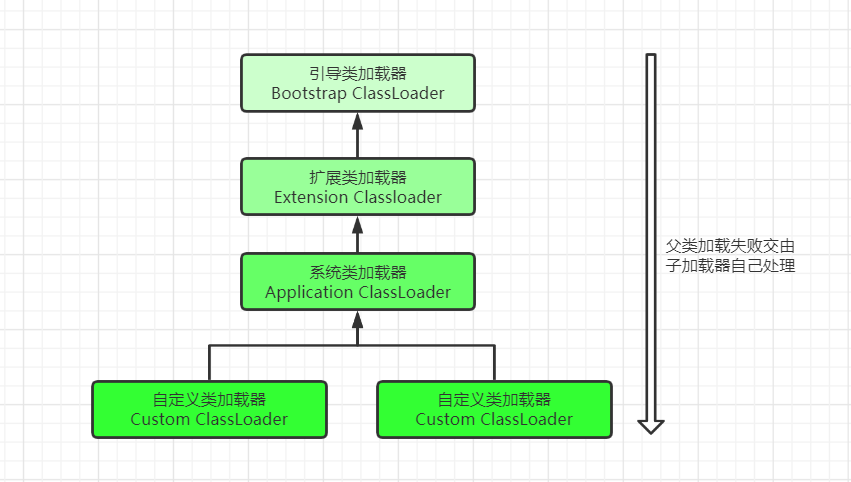 引导类加载器
Bootstrap ClassLoader
扩展类加载器
Extension Classloader
系统类加载器
Application ClassLoader
父类加载失败交由
子加载器自己处理
自定义类加载器
Custom ClassLoader
自定义类加载器
Custom ClassLoader